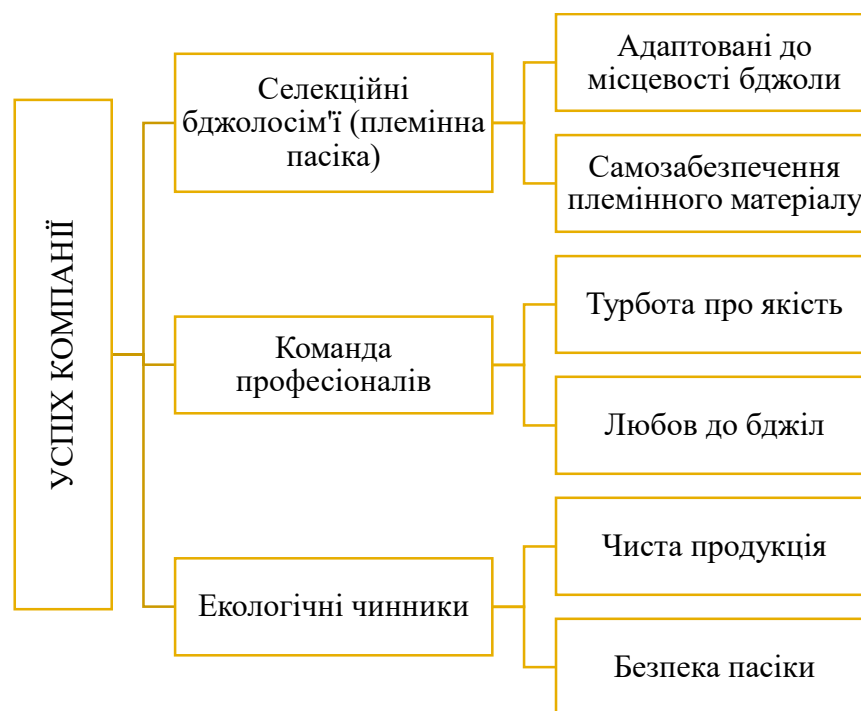 УСПІХ КОМПАНІЇ
Селекційні
бджолосім'ї (племінна
пасіка)
Адаптовані до
місцевості бджоли
Самозабезпечення
племінного матеріалу
Команда
професіоналів
Турбота про якість
Любов до бджіл
Екологічні чинники
Чиста продукція
Безпека пасіки